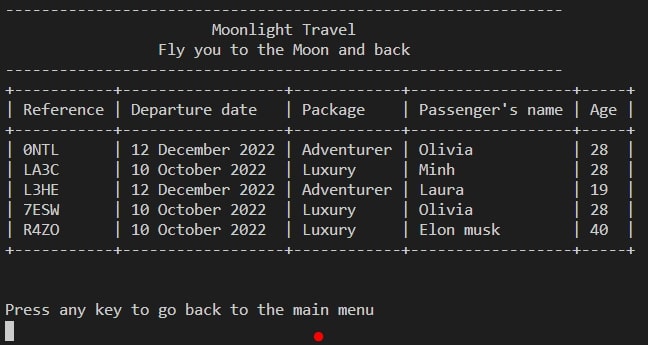 --------------------------------------------------------------
Moonlight Travel
Fly you to the Moon and back
--------------------------------------------------------------
+-----------+------------------+------------+------------------+-----+
| Reference | Departure date   | Package    | Passenger's name | Age |
+-----------+------------------+------------+------------------+-----+
| 0NTL      | 12 December 2022 | Adventurer | Olivia           | 28  |
| LA3C      | 10 October 2022  | Luxury     | Minh             | 28  |
| L3HE      | 12 December 2022 | Adventurer | Laura            | 19  |
| 7ESW      | 10 October 2022  | Luxury     | Olivia           | 28  |
| R4ZO      | 10 October 2022  | Luxury     | Elon musk        | 40  |
+-----------+------------------+------------+------------------+-----+
Press any key to go back to the main menu